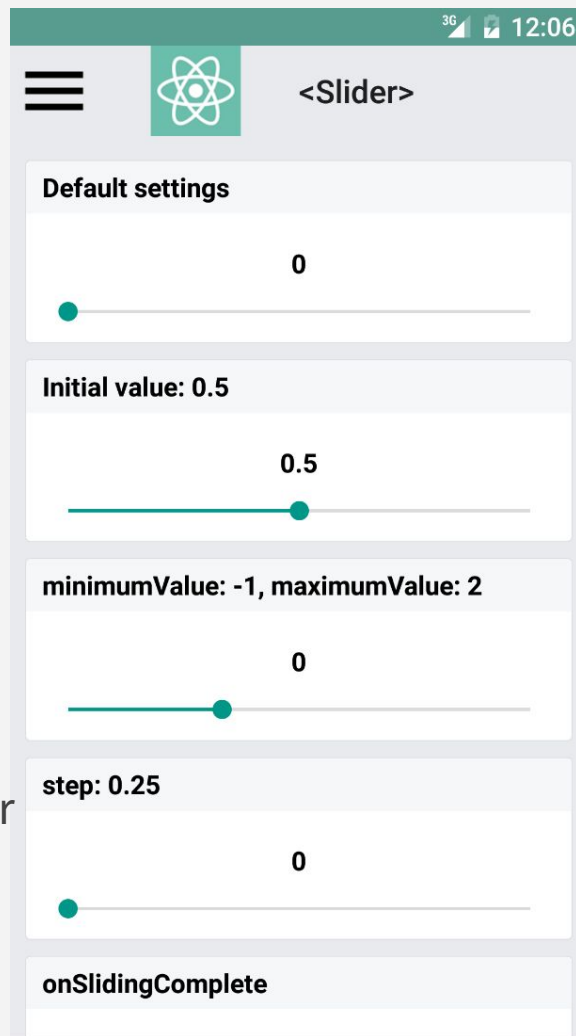 3G 12:06
<Slider>
Default settings
0
Initial value: 0.5
0.5
minimumValue: -1, maximumValue: 2
0
step: 0.25
r
0
onSlidingComplete